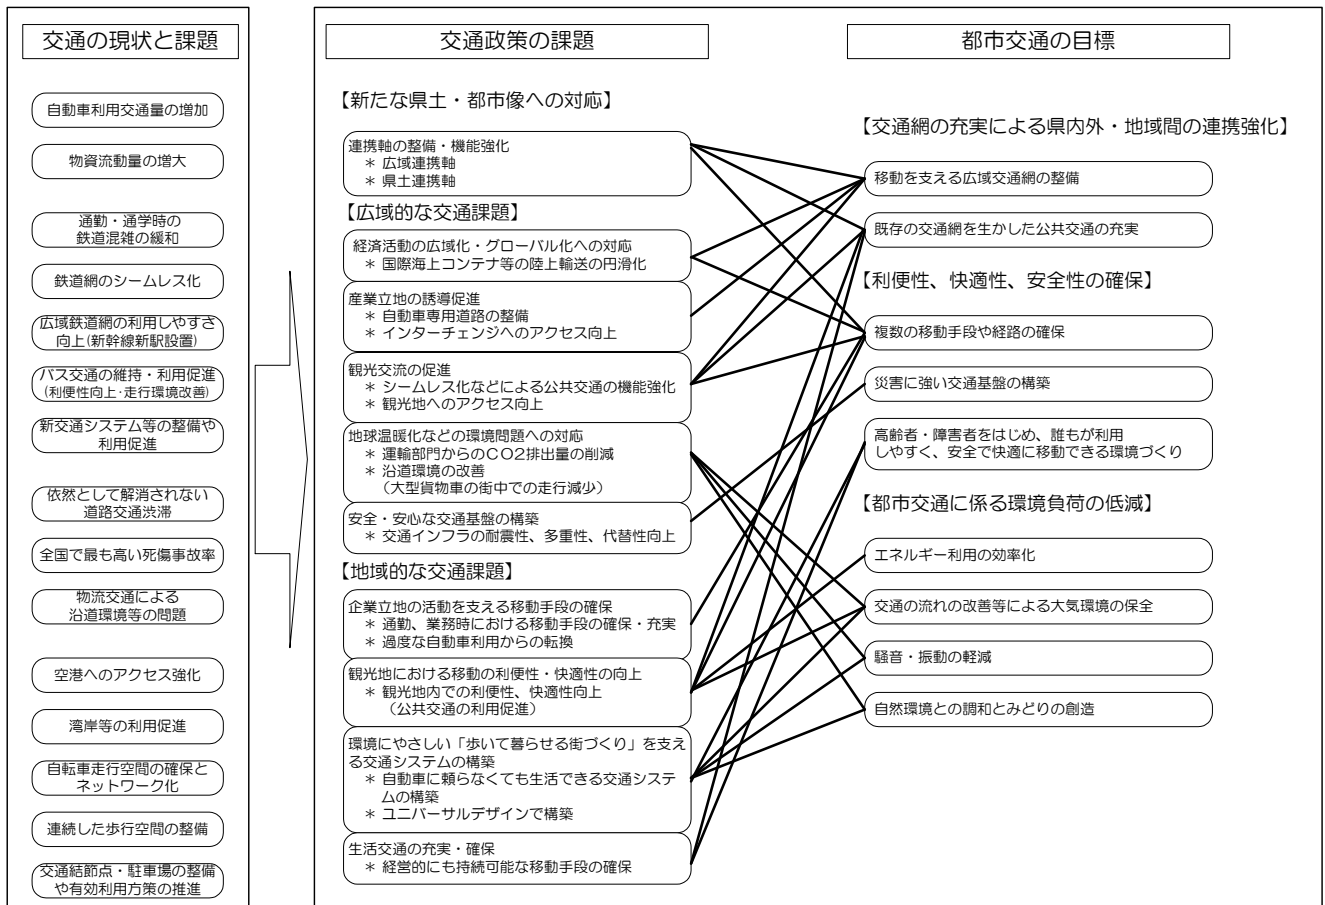 交通の現状と課題
自動車利用交通量の増加
物資流動量の増大
通勤・通学時の
鉄道混雑の緩和
鉄道網のシームレス化
広域鉄道網の利用しやすさ
向上(新幹線新駅設置)
バス交通の維持・利用促進
(利便性向上・走行環境改善)
新交通システム等の整備や
利用促進
依然として解消されない
道路交通渋滞
全国で最も高い死傷事故率
物流交通による
沿道環境等の問題
空港へのアクセス強化
湾岸等の利用促進
自転車走行空間の確保と
ネットワーク化
連続した歩行空間の整備
交通結節点・駐車場の整備
や有効利用方策の推進
交通政策の課題
【新たな県土・都市像への対応】
連携軸の整備・機能強化
＊ 広域連携軸
＊ 県土連携軸
【広域的な交通課題】
経済活動の広域化・グローバル化への対応
＊ 国際海上コンテナ等の陸上輸送の円滑化
産業立地の誘導促進
＊ 自動車専用道路の整備
＊ インターチェンジへのアクセス向上
観光交流の促進
＊ シームレス化などによる公共交通の機能強化
＊ 観光地へのアクセス向上
地球温暖化などの環境問題への対応
＊ 運輸部門からのＣＯ２排出量の削減
＊ 沿道環境の改善
（大型貨物車の街中での走行減少）
安全・安心な交通基盤の構築
＊ 交通インフラの耐震性、多重性、代替性向上
【地域的な交通課題】
企業立地の活動を支える移動手段の確保
＊ 通勤、業務時における移動手段の確保・充実
＊ 過度な自動車利用からの転換
観光地における移動の利便性・快適性の向上
＊ 観光地内での利便性、快適性向上
（公共交通の利用促進）
環境にやさしい「歩いて暮らせる街づくり」を支え
る交通システムの構築
＊ 自動車に頼らなくても生活できる交通システ
ムの構築
＊ ユニバーサルデザインで構築
生活交通の充実・確保
＊ 経営的にも持続可能な移動手段の確保
都市交通の目標
【交通網の充実による県内外・地域間の連携強化】
移動を支える広域交通網の整備
既存の交通網を生かした公共交通の充実
【利便性、快適性、安全性の確保】
複数の移動手段や経路の確保
災害に強い交通基盤の構築
高齢者・障害者をはじめ、誰もが利用
しやすく、安全で快適に移動できる環境づくり
【都市交通に係る環境負荷の低減】
エネルギー利用の効率化
交通の流れの改善等による大気環境の保全
騒音・振動の軽減
自然環境との調和とみどりの創造